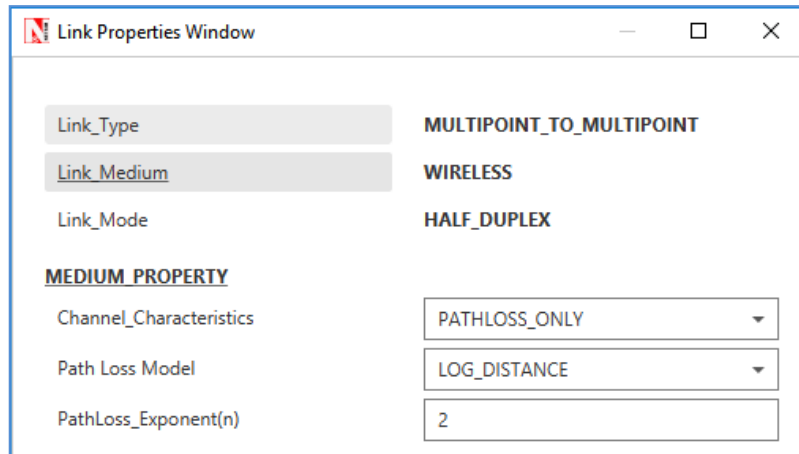 Link Properties Window
Link_Type MULTIPOINT_TO_MULTIPOINT
Link_Medium WIRELESS
Link_Mode HALF_DUPLEX
MEDIUM_PROPERTY
Channel_Characteristics PATHLOSS_ONLY
Path Loss Model LOG_DISTANCE
PathLoss_Exponent(n) 2